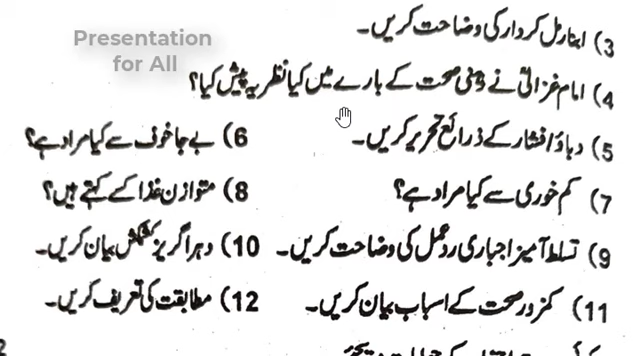 Presentation
for All
3) ابنارمل کردار کی وضاحت کریں۔
4) امام غزالیؒ نے ذہنی صحت کے بارے میں کیا نظریہ پیش کیا؟
5) دباؤ افشار کے ذرائع تحریر کریں۔ 6) بے جا خوف سے کیا مراد ہے؟
7) کم خوری سے کیا مراد ہے؟ 8) متوازن غذا کسے کہتے ہیں؟
9) تسلط آمیز اجباری ردعمل کی وضاحت کریں۔ 10) دہرا گریز کشمکش بیان کریں۔
11) کمزور صحت کے اسباب بیان کریں۔ 12) مطابقت کی تعریف کریں۔